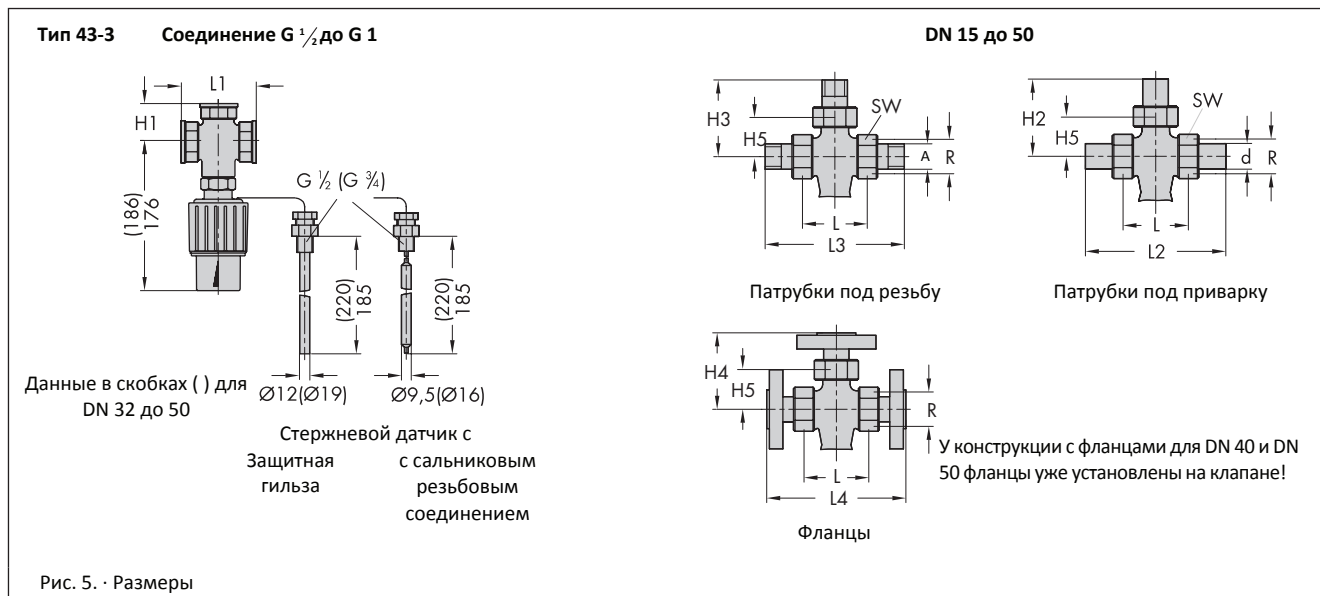 Тип 43-3 Соединение G ½ до G 1
DN 15 до 50
L1
H1
(186)
176
G ½ (G ¾)
(220)
185
(220)
185
Ø12(Ø19)
Ø9,5(Ø16)
Данные в скобках ( ) для
DN 32 до 50
Стержневой датчик с
Защитная
гильза
с сальниковым
резьбовым
соединением
H3
H5
SW
A
R
L
L3
Патрубки под резьбу
H2
H5
SW
d
R
L
L2
Патрубки под приварку
H4
H5
R
L
L4
Фланцы
У конструкции с фланцами для DN 40 и DN
50 фланцы уже установлены на клапане!
Рис. 5. · Размеры